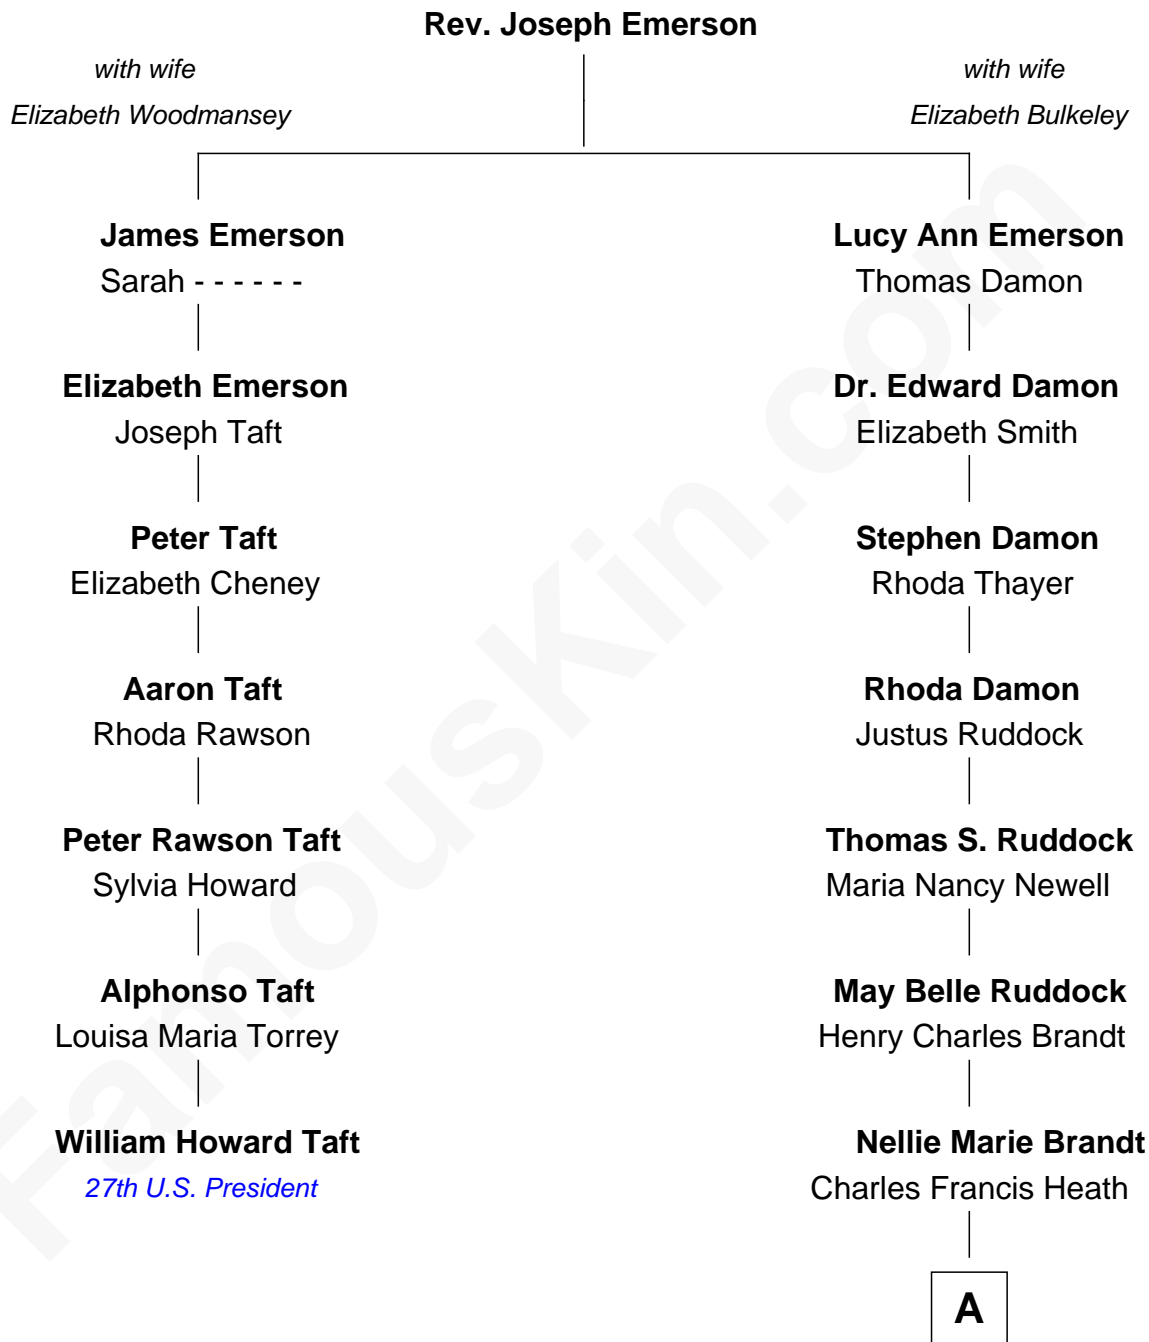 Rev. Joseph Emerson
with wife
Elizabeth Woodmansey
with wife
Elizabeth Bulkeley
James Emerson
Sarah - - - - - -
Lucy Ann Emerson
Thomas Damon
Elizabeth Emerson
Joseph Taft
Dr. Edward Damon
Elizabeth Smith
Peter Taft
Elizabeth Cheney
Stephen Damon
Rhoda Thayer
Aaron Taft
Rhoda Rawson
Rhoda Damon
Justus Ruddock
Peter Rawson Taft
Sylvia Howard
Thomas S. Ruddock
Maria Nancy Newell
Alphonso Taft
Louisa Maria Torrey
May Belle Ruddock
Henry Charles Brandt
William Howard Taft
27th U.S. President
Nellie Marie Brandt
Charles Francis Heath
A
FamousKin.com